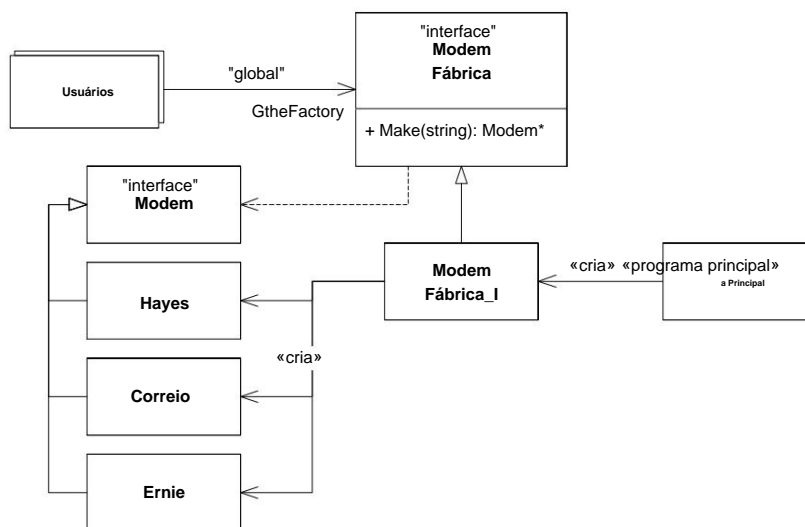 "interface"
Modem
Fábrica
"global"
Usuários
GtheFactory
+ Make(string): Modem*
"interface"
Modem
Modem
Fábrica_I
«cria» «programa principal»
a Principal
Hayes
«cria»
Correio
Ernie